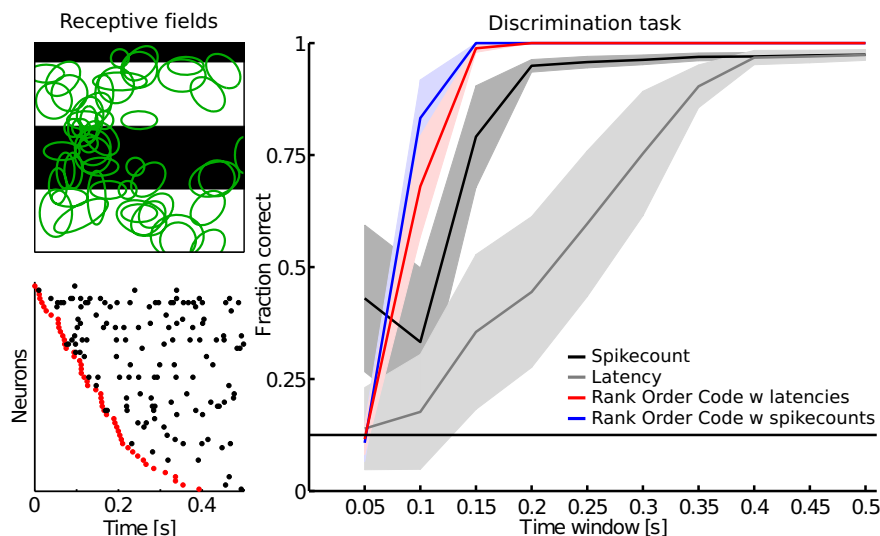 Receptive fields
Neurons
0
0.2
0.4
Time [s]
Discrimination task
Fraction correct
1
0.75
0.5
0.25
0
Spikecount
Latency
Rank Order Code w latencies
Rank Order Code w spikecounts
0.05 0.1 0.15 0.2 0.25 0.3 0.35 0.4 0.45 0.5
Time window [s]